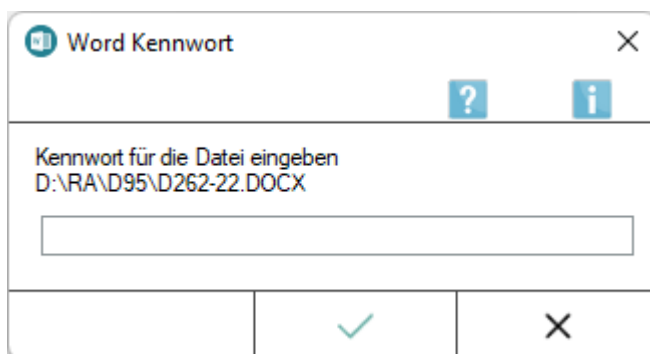 Word Kennwort
Kennwort für die Datei eingeben
D:\RA\D95\D262-22.DOCX